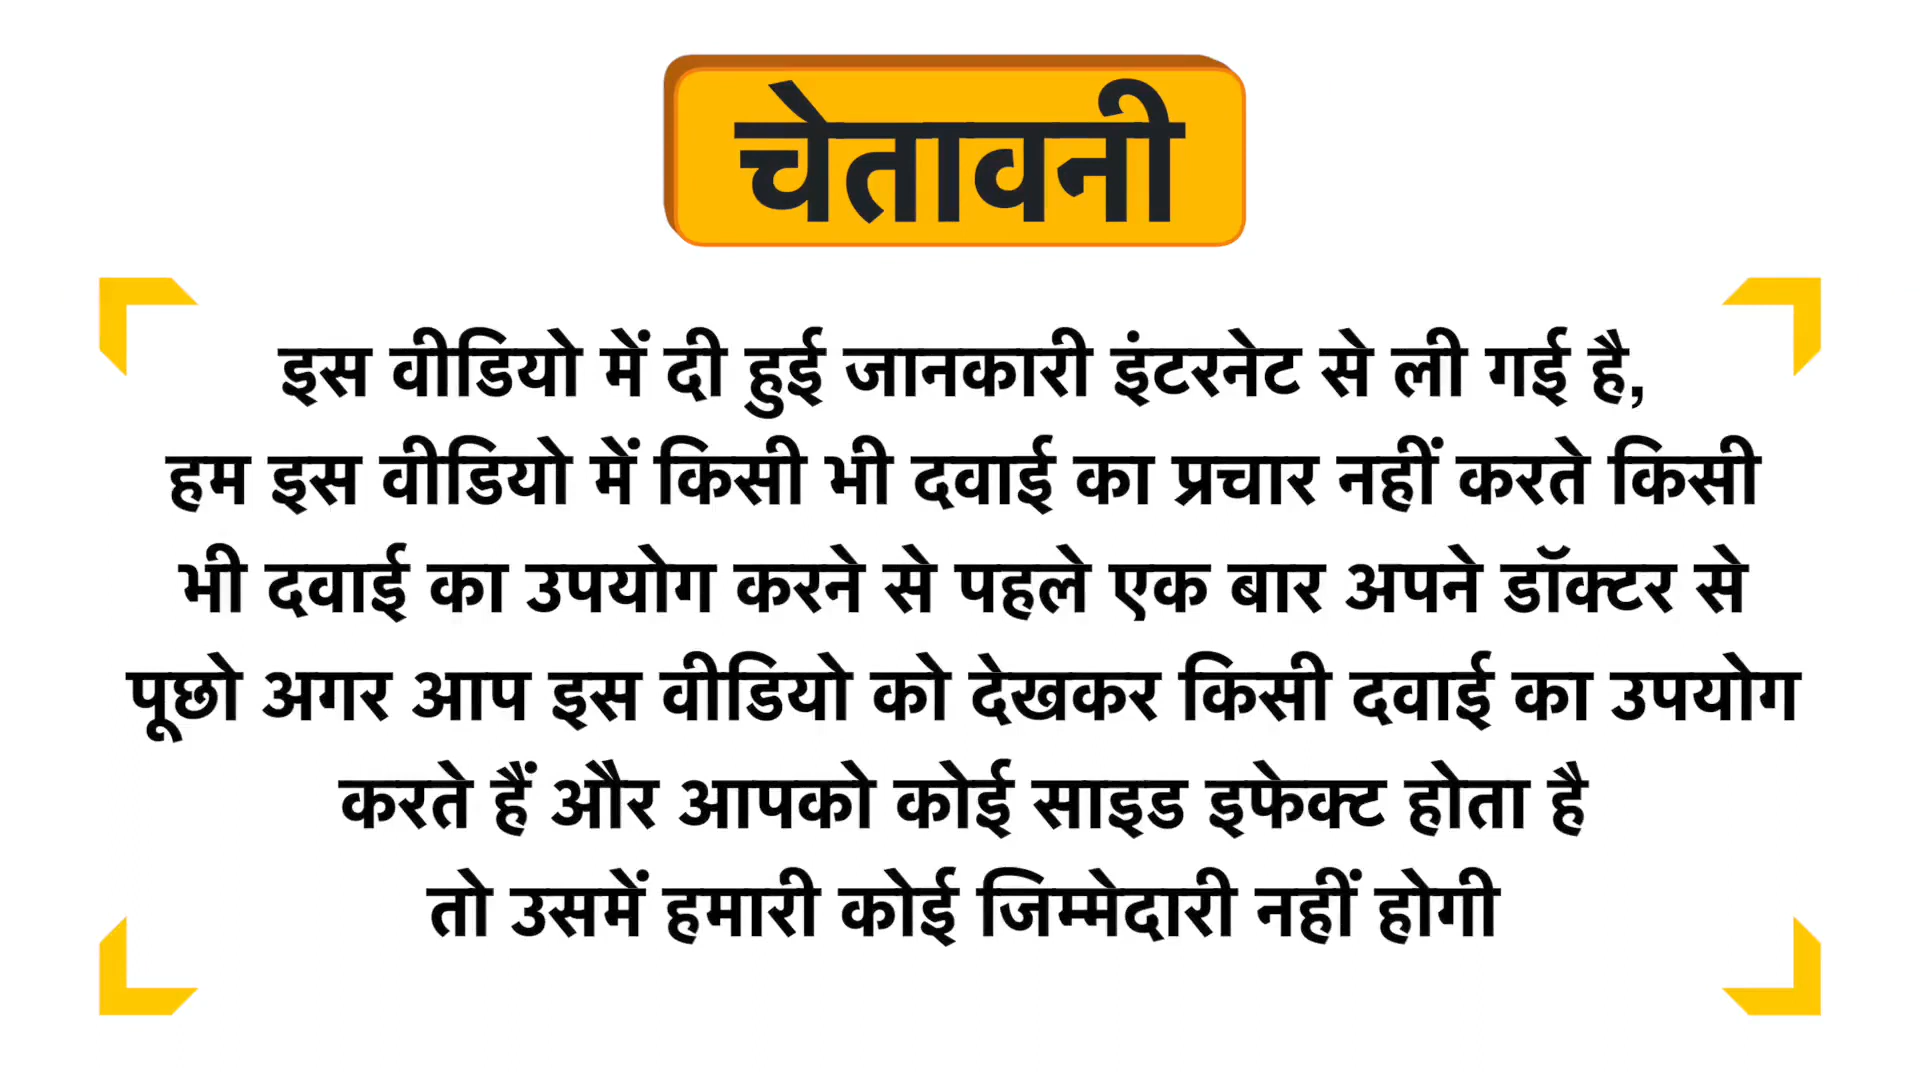 चेतावनी
इस वीडियो में दी हुई जानकारी इंटरनेट से ली गई है,
हम इस वीडियो में किसी भी दवाई का प्रचार नहीं करते किसी
भी दवाई का उपयोग करने से पहले एक बार अपने डॉक्टर से
पूछो अगर आप इस वीडियो को देखकर किसी दवाई का उपयोग
करते हैं और आपको कोई साइड इफेक्ट होता है
तो उसमें हमारी कोई जिम्मेदारी नहीं होगी